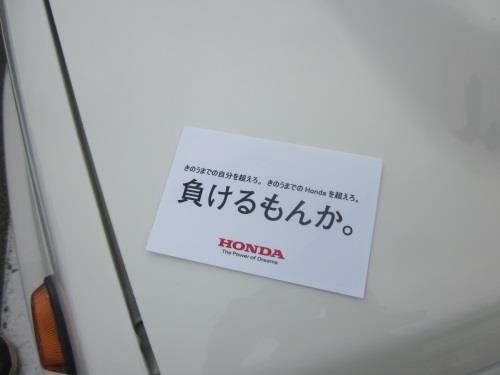 きのうまでの自分を超えろ。きのうまでのHondaを超えろ。
負けるもんか。
HONDA
The Power of Dreams